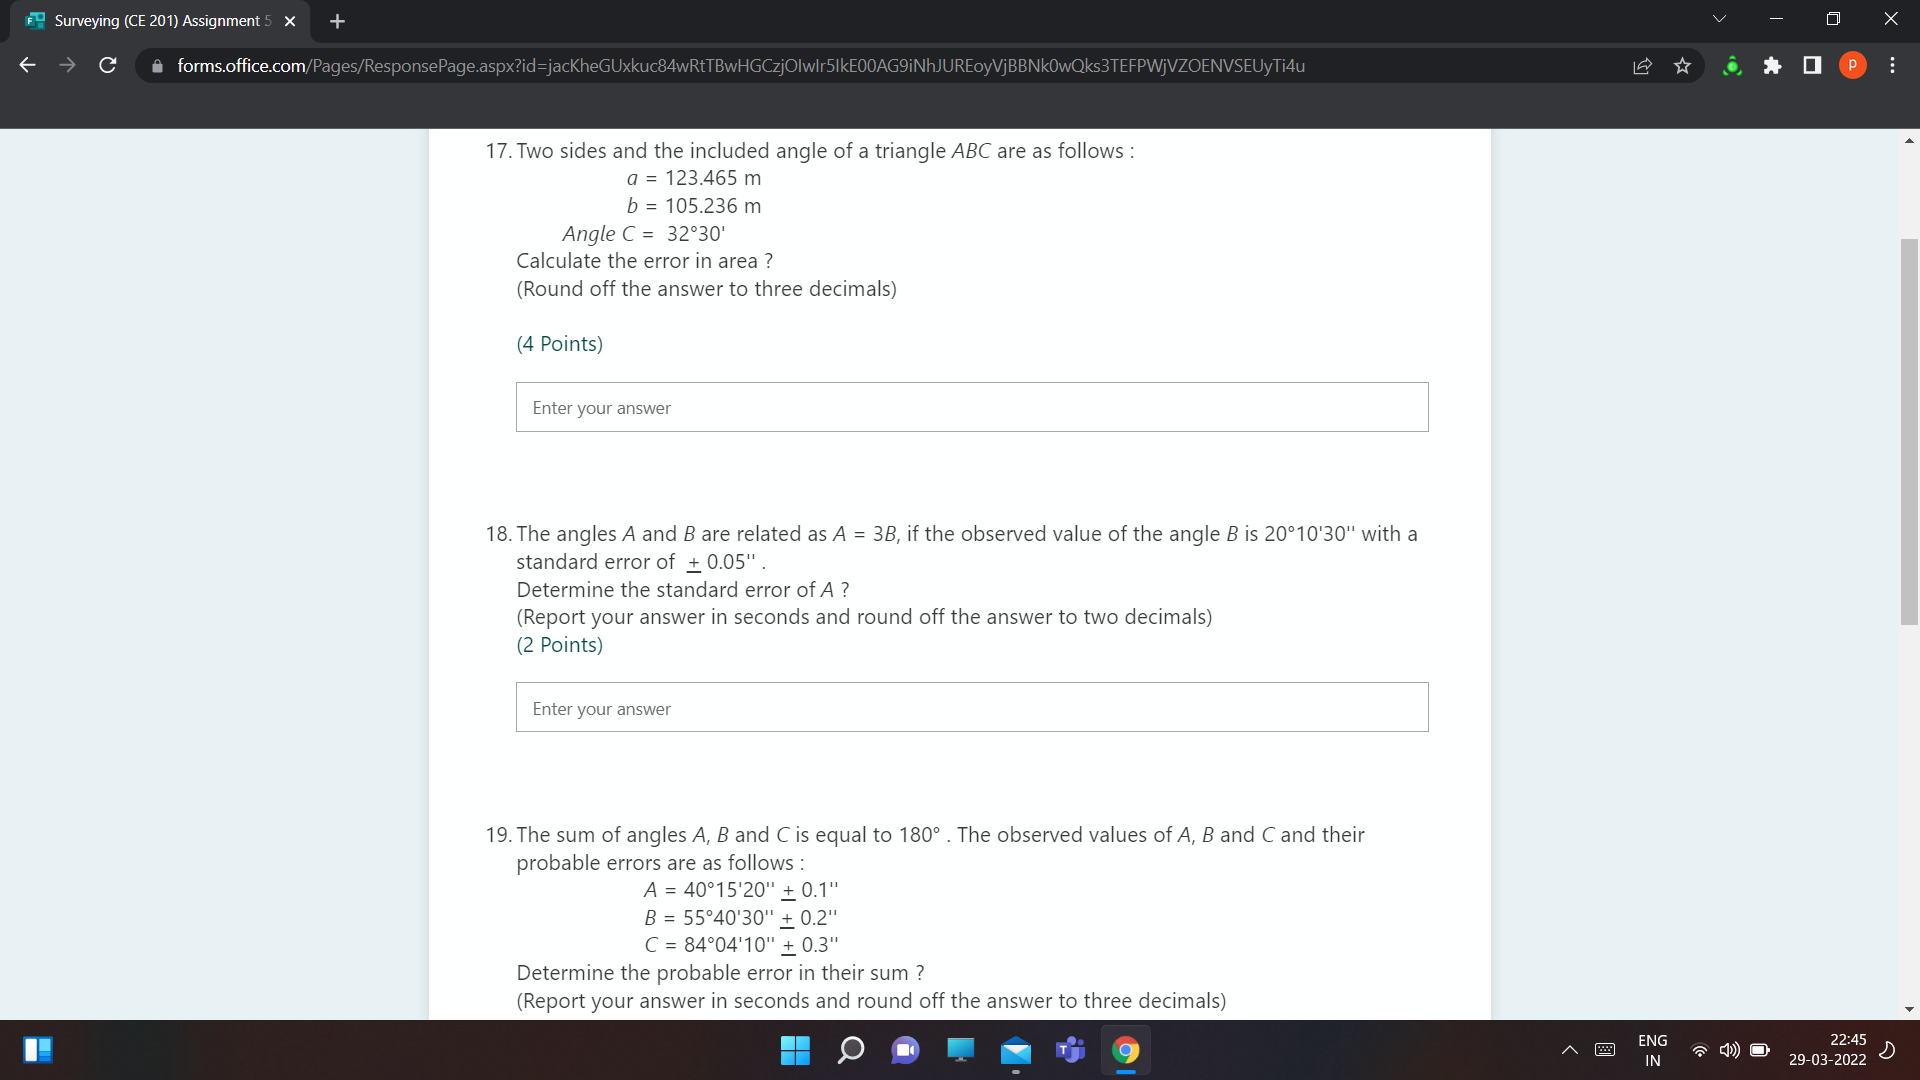 Surveying (CE 201) Assignment 5
forms.office.com/Pages/ResponsePage.aspx?id=jacKheGUxkuc84wRtTBwHGCzjOlwIr5IkE00AG9iNhJUREoyVjBBNk0wQks3TEFPWjVZOENVSEUyTi4u
P
17. Two sides and the included angle of a triangle ABC are as follows :
a = 123.465 m
b = 105.236 m
Angle C = 32°30'
Calculate the error in area ?
(Round off the answer to three decimals)
(4 Points)
Enter your answer
18. The angles A and B are related as A = 3B, if the observed value of the angle B is 20°10'30'' with a
standard error of ± 0.05'' .
Determine the standard error of A ?
(Report your answer in seconds and round off the answer to two decimals)
(2 Points)
Enter your answer
19. The sum of angles A, B and C is equal to 180° . The observed values of A, B and C and their
probable errors are as follows :
A = 40°15'20'' ± 0.1''
B = 55°40'30'' ± 0.2''
C = 84°04'10'' ± 0.3''
Determine the probable error in their sum ?
(Report your answer in seconds and round off the answer to three decimals)
ENG
IN
22:45
29-03-2022